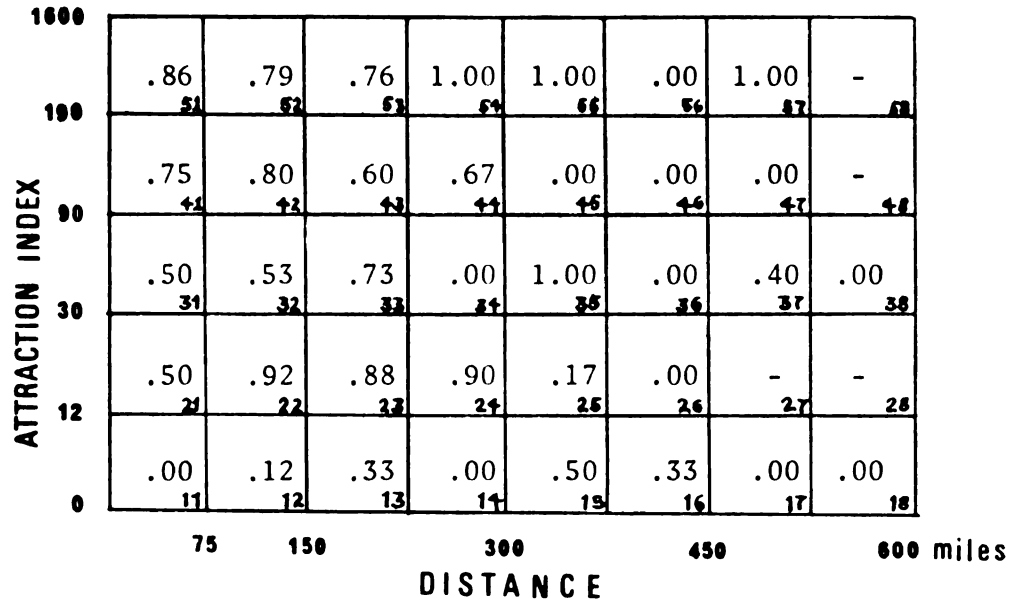 1600
.86 .79 .76 1.00 1.00 .00 1.00 -
51 52 53 54 55 56 57 58
190
.75 .80 .60 .67 .00 .00 .00 -
41 42 43 44 45 46 47 48
90
.50 .53 .73 .00 1.00 .00 .40 .00
31 32 33 34 35 36 37 38
30
.50 .92 .88 .90 .17 .00 - -
21 22 23 24 25 26 27 28
12
.00 .12 .33 .00 .50 .33 .00 .00
11 12 13 14 15 16 17 18
0
ATTRACTION INDEX
75 150 300 450 600 miles
DISTANCE